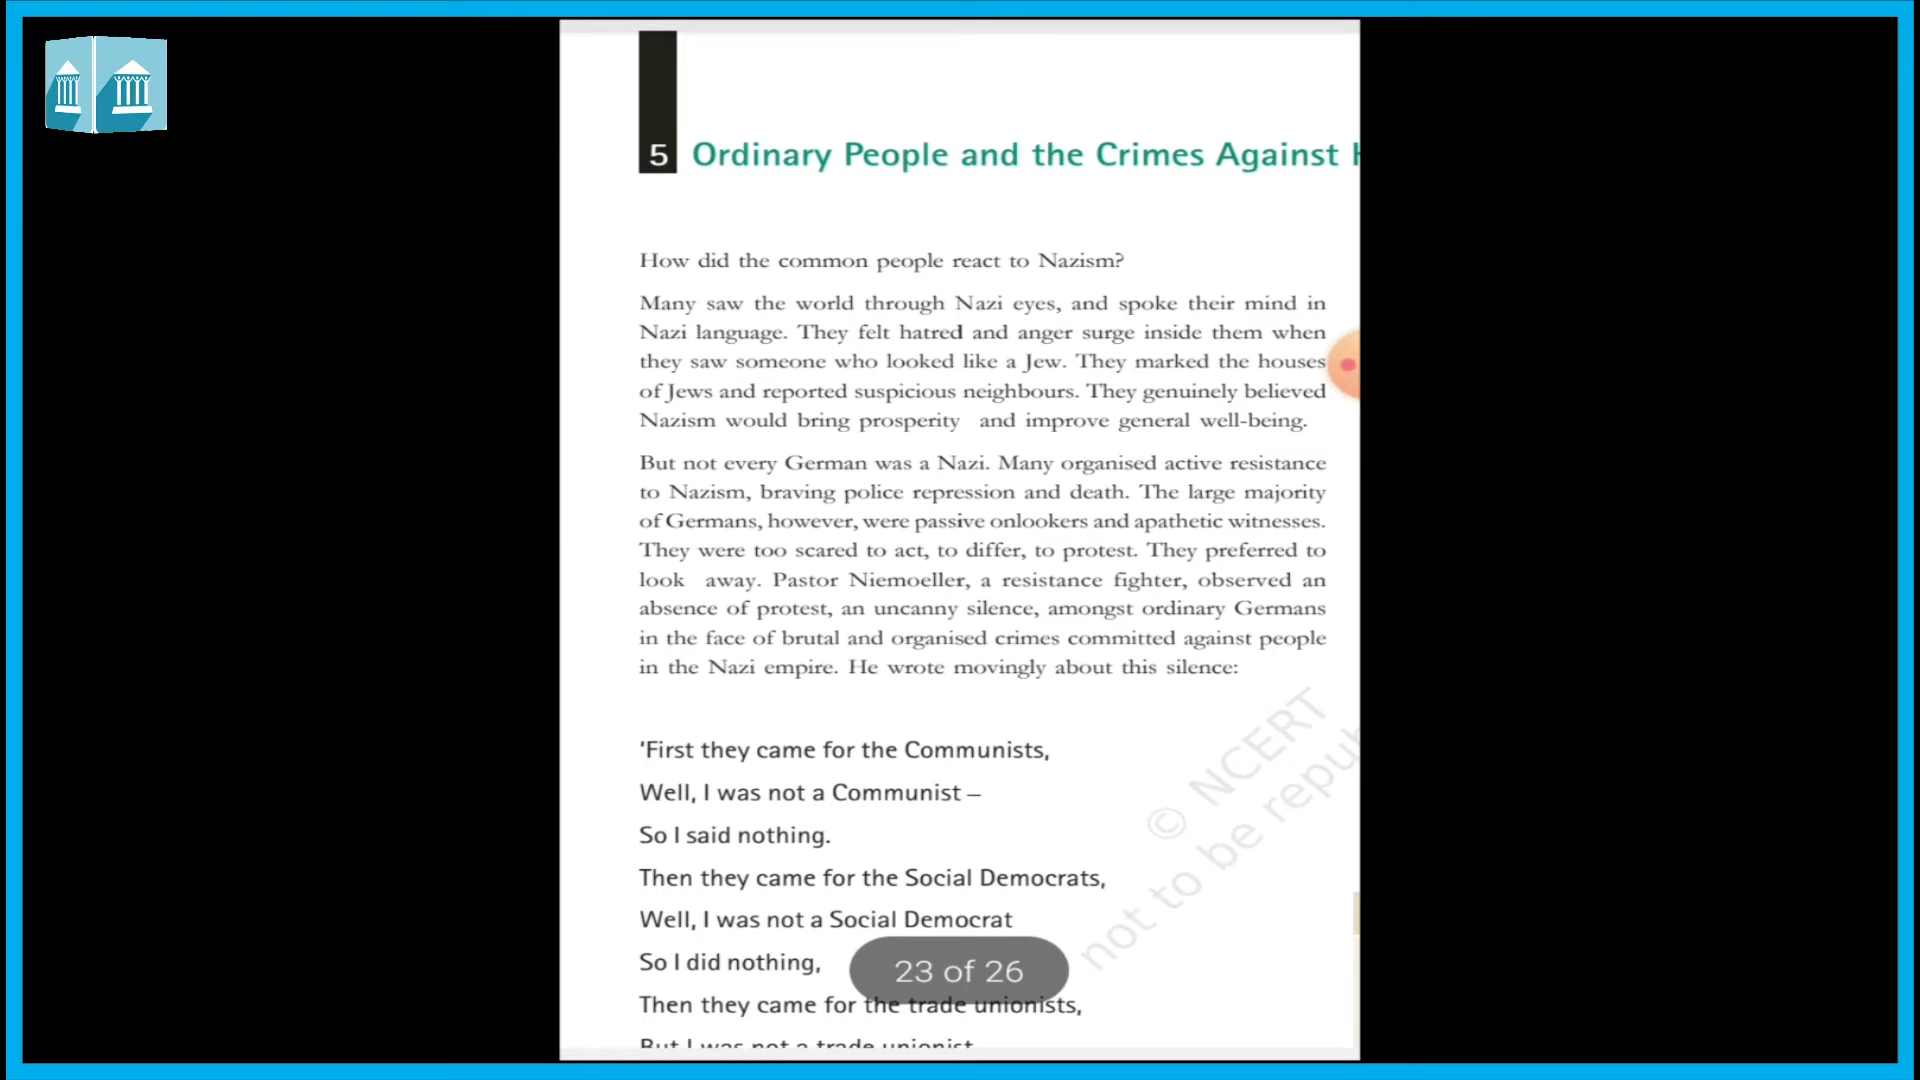 5 Ordinary People and the Crimes Against
How did the common people react to Nazism?
Many saw the world through Nazi eyes, and spoke their mind in
Nazi language. They felt hatred and anger surge inside them when
they saw someone who looked like a Jew. They marked the houses
of Jews and reported suspicious neighbours. They genuinely believed
Nazism would bring prosperity and improve general well-being.
But not every German was a Nazi. Many organised active resistance
to Nazism, braving police repression and death. The large majority
of Germans, however, were passive onlookers and apathetic witnesses.
They were too scared to act, to differ, to protest. They preferred to
look away. Pastor Niemoeller, a resistance fighter, observed an
absence of protest, an uncanny silence, amongst ordinary Germans
in the face of brutal and organised crimes committed against people
in the Nazi empire. He wrote movingly about this silence:
'First they came for the Communists,
Well, I was not a Communist –
So I said nothing.
Then they came for the Social Democrats,
Well, I was not a Social Democrat
So I did nothing,
23 of 26
Then they came for the trade unionists,
But I was not a trade unionist
© NCERT
not to be repub